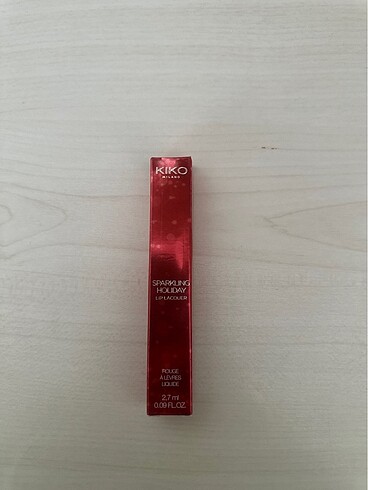 KIKO
MILANO
SPARKLING
HOLIDAY
LIP LACQUER
ROUGE
À LÈVRES
LIQUIDE
2.7 ml
0.09 FL.OZ.